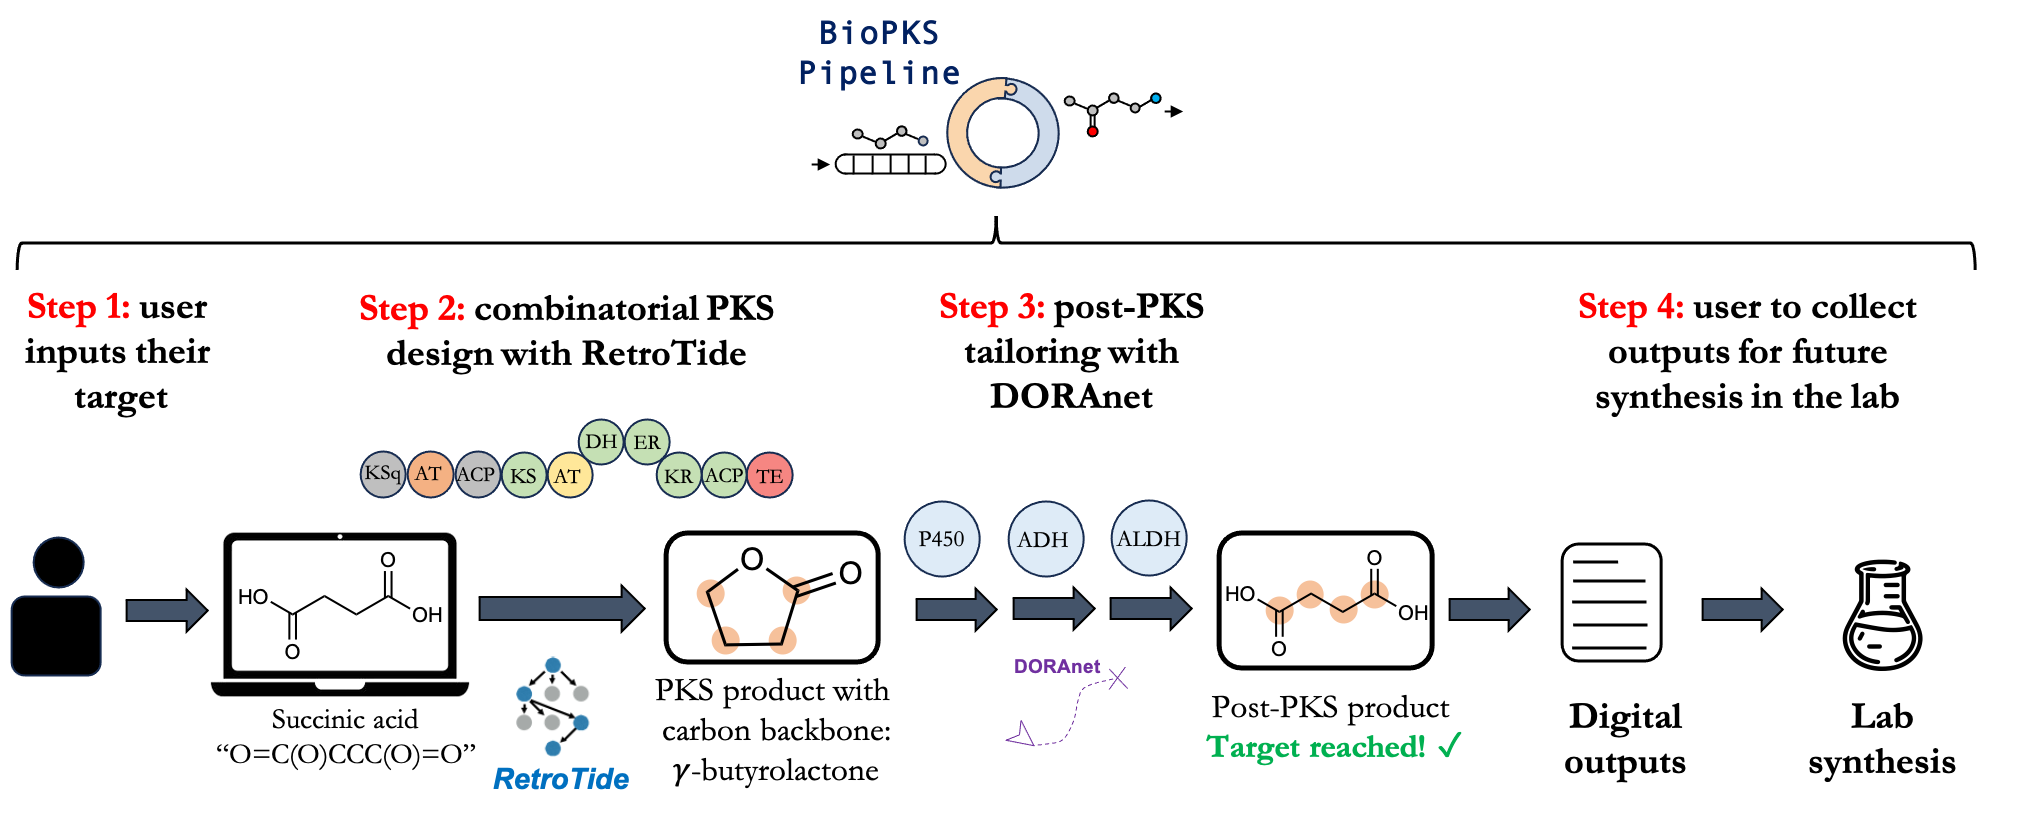 BioPKS
Pipeline
Step 1: user
inputs their
target
Step 2: combinatorial PKS
design with RetroTide
Step 3: post-PKS
tailoring with
DORAnet
Step 4: user to collect
outputs for future
synthesis in the lab
KSq AT ACP KS AT DH ER KR ACP TE
P450 ADH ALDH
HO
O
OH
O
O
O
HO
O
OH
O
Succinic acid
“O=C(O)CCC(O)=O”
RetroTide
PKS product with
carbon backbone:
γ-butyrolactone
DORAnet
Post-PKS product
Target reached! ✓
Digital
outputs
Lab
synthesis